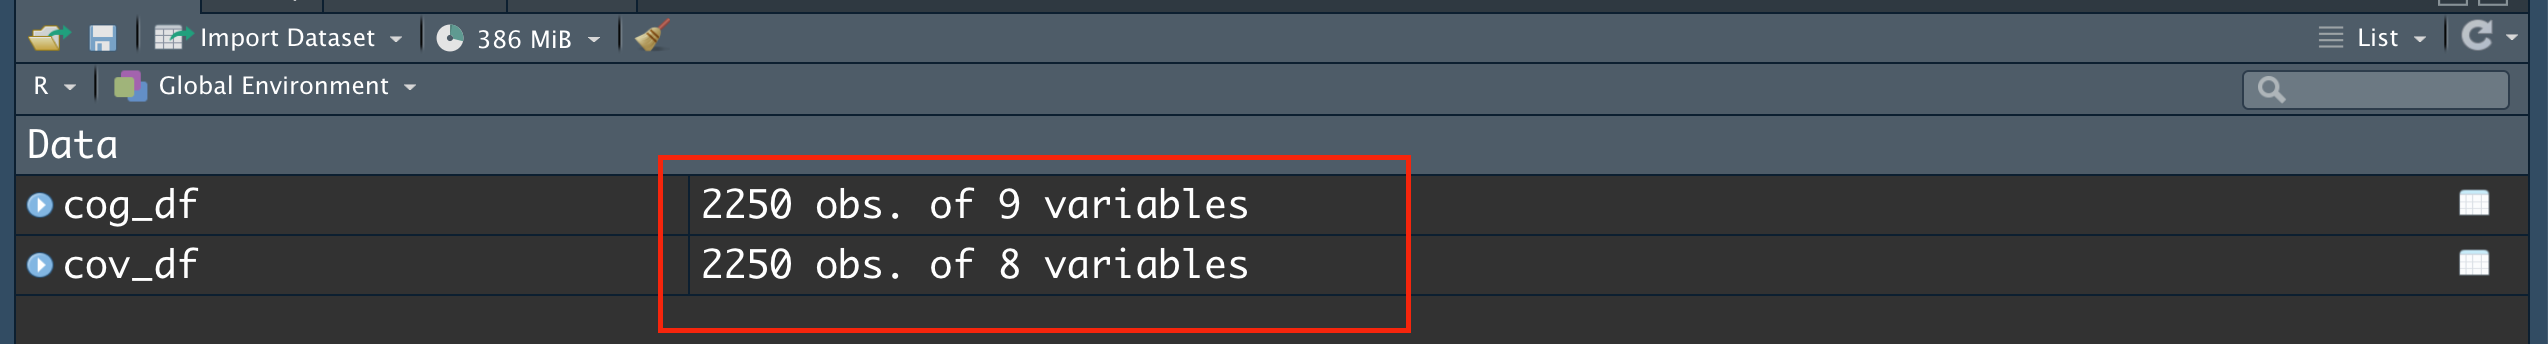 Import Dataset 386 MiB List
R Global Environment
Data
cog_df 2250 obs. of 9 variables
cov_df 2250 obs. of 8 variables